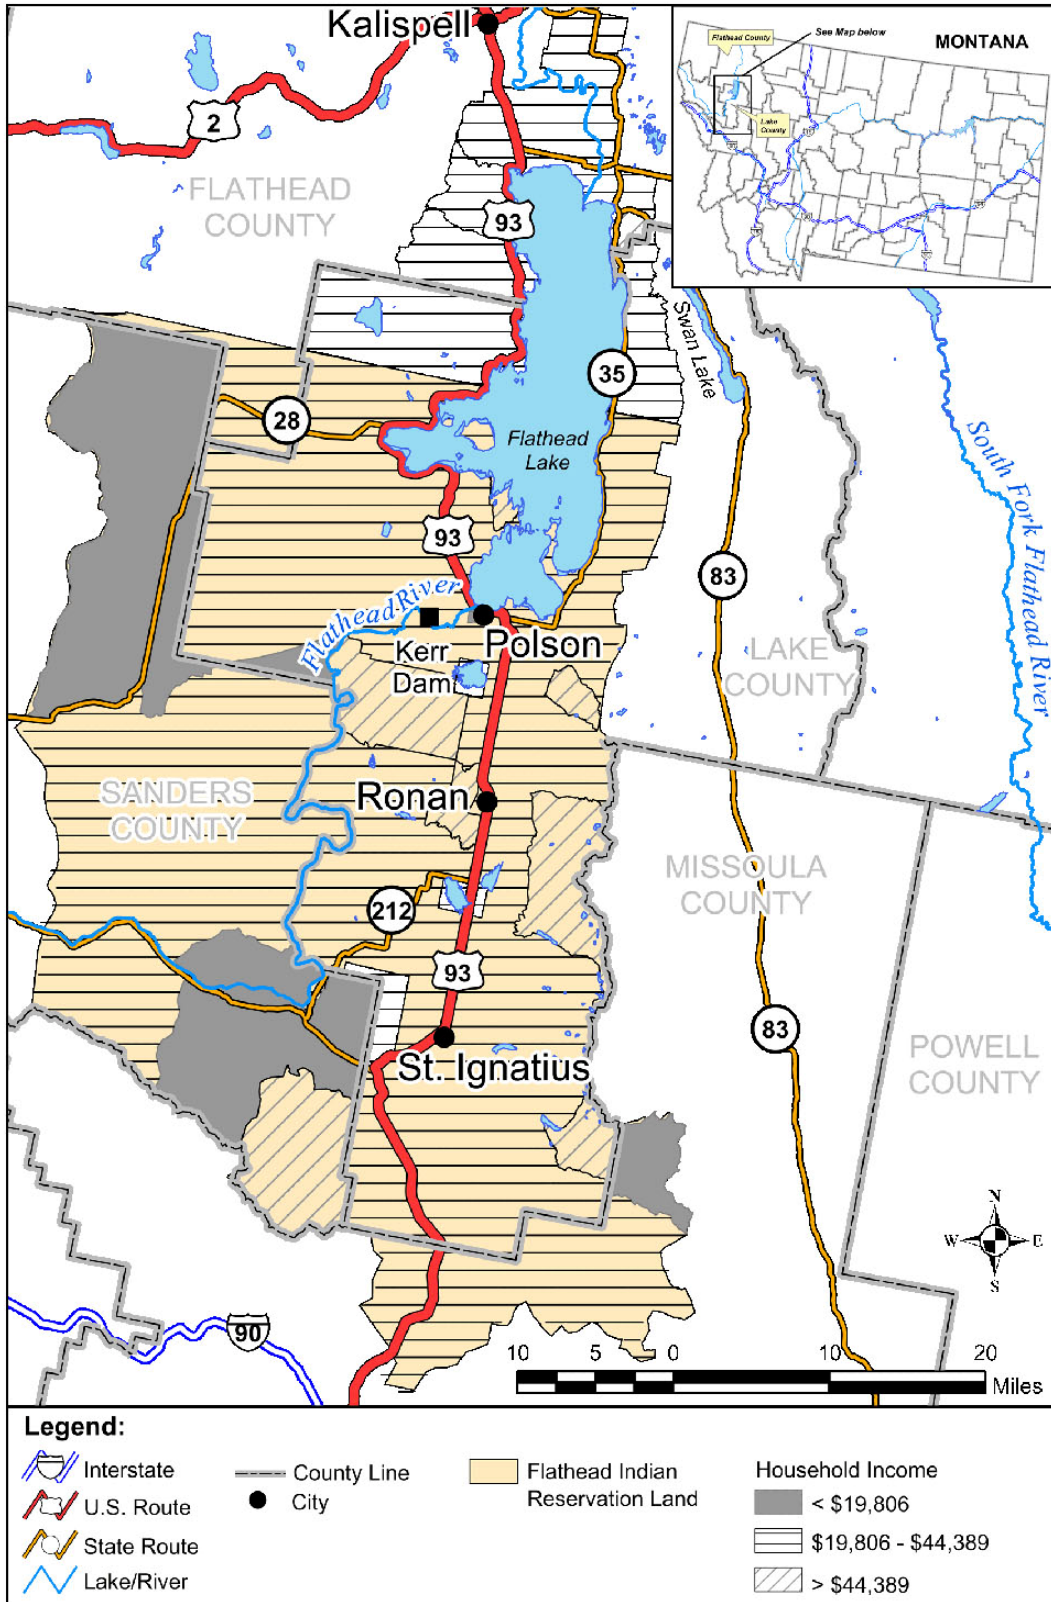 Kalispell
MONTANA
See Map below
Flathead County
Lake
County
2
FLATHEAD
COUNTY
93
Swan Lake
35
28
Flathead
Lake
South Fork Flathead River
93
83
Flathead River
Polson
Kerr
Dam
LAKE
COUNTY
SANDERS
COUNTY
Ronan
MISSOULA
COUNTY
212
93
83
St. Ignatius
POWELL
COUNTY
N
W E
S
90
10 5 0 10 20
Miles
Legend:
Interstate
U.S. Route
State Route
Lake/River
County Line
City
Flathead Indian
Reservation Land
Household Income
< $19,806
$19,806 - $44,389
> $44,389